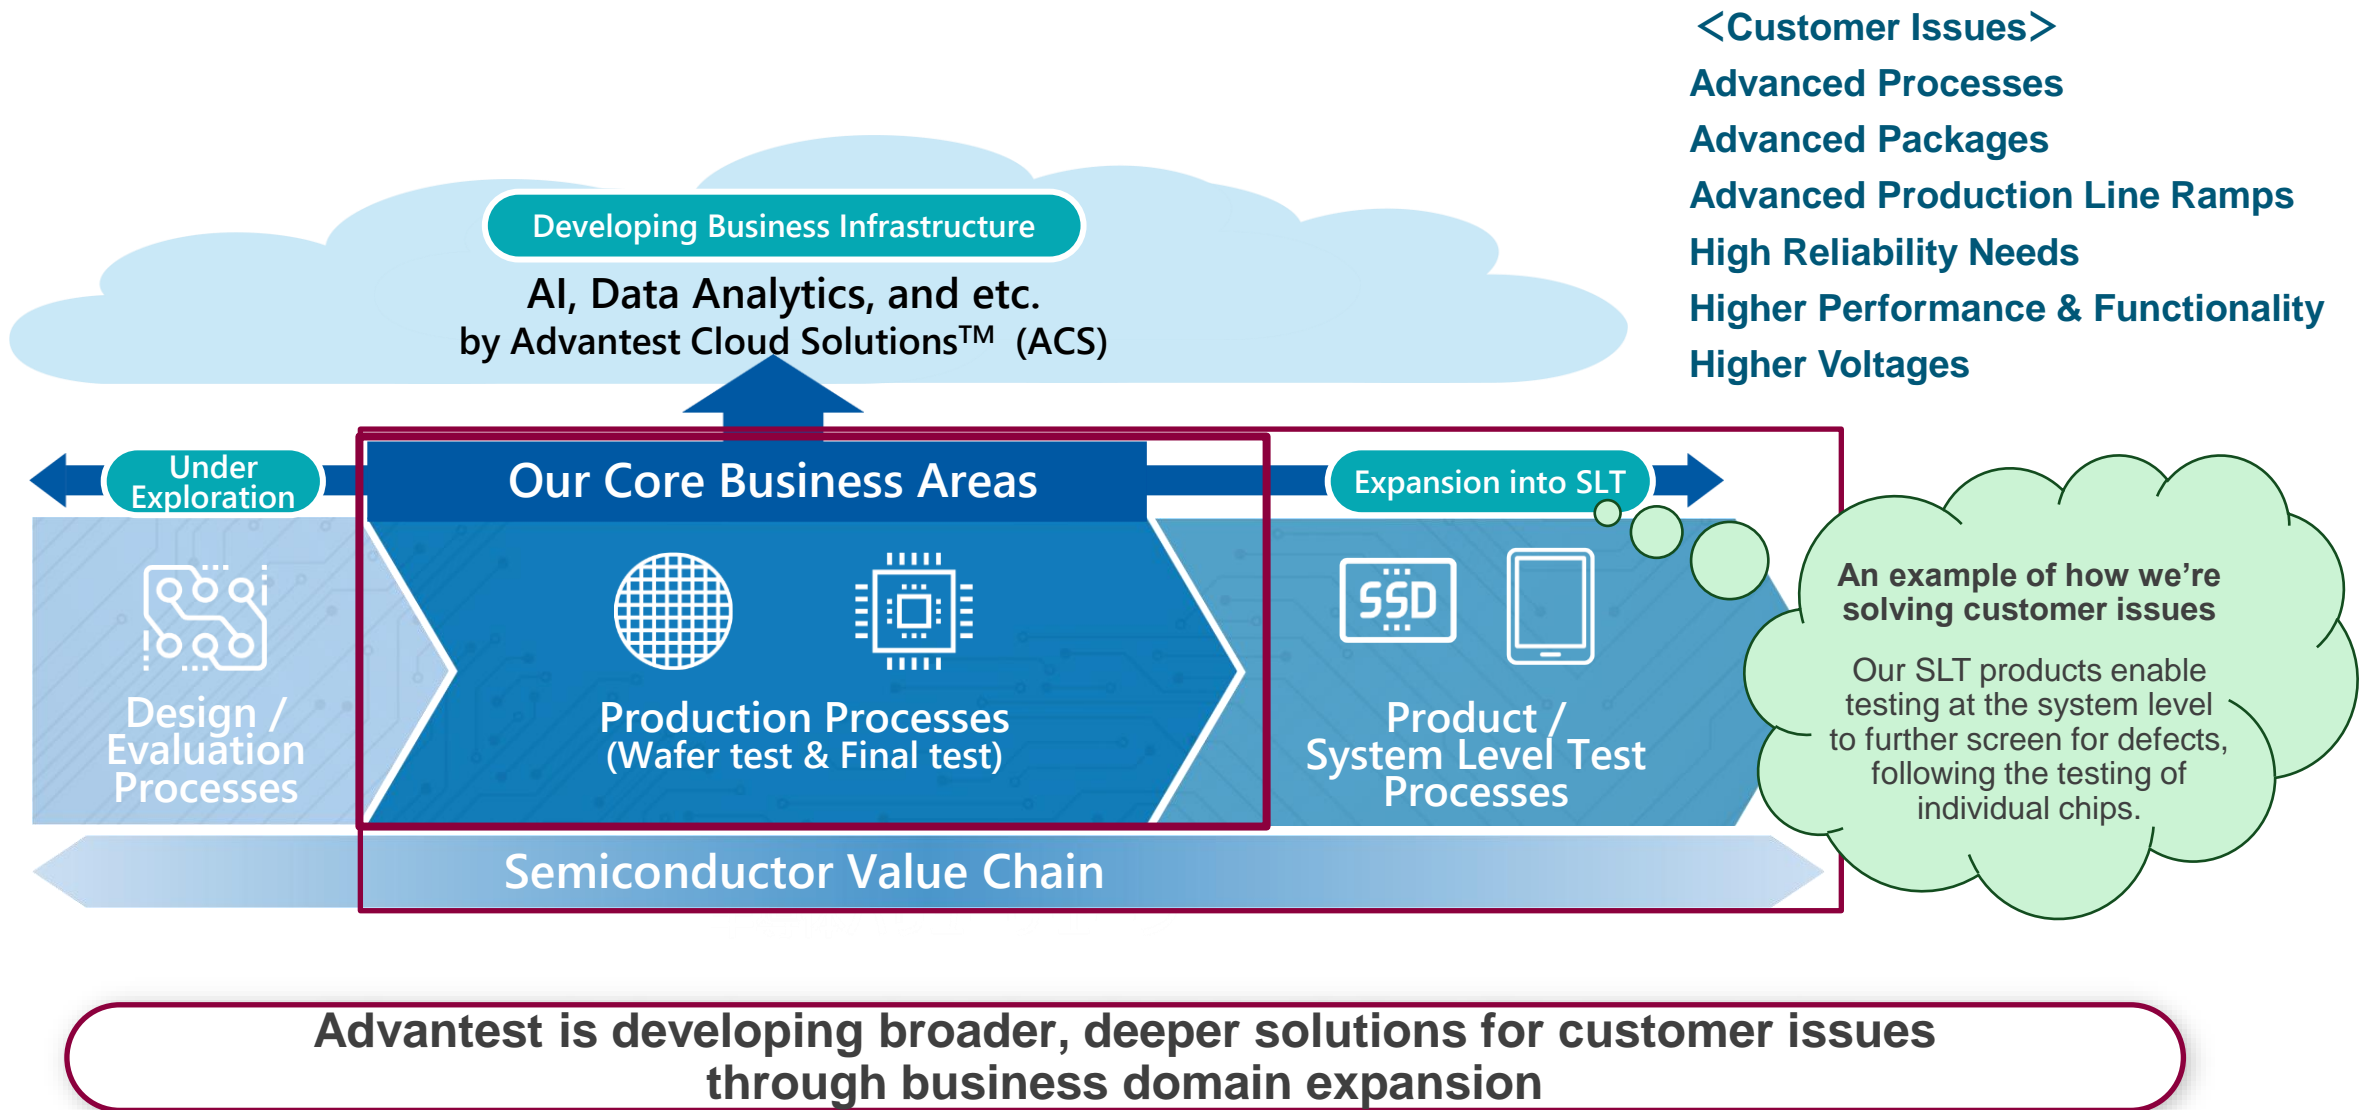 ＜Customer Issues＞
Advanced Processes
Advanced Packages
Advanced Production Line Ramps
High Reliability Needs
Higher Performance & Functionality
Higher Voltages
Developing Business Infrastructure
AI, Data Analytics, and etc.
by Advantest Cloud Solutions™ (ACS)
Under
Exploration
Our Core Business Areas
Expansion into SLT
Design /
Evaluation
Processes
Production Processes
(Wafer test & Final test)
SSD
Product /
System Level Test
Processes
An example of how we’re
solving customer issues
Our SLT products enable
testing at the system level
to further screen for defects,
following the testing of
individual chips.
Semiconductor Value Chain
Advantest is developing broader, deeper solutions for customer issues
through business domain expansion